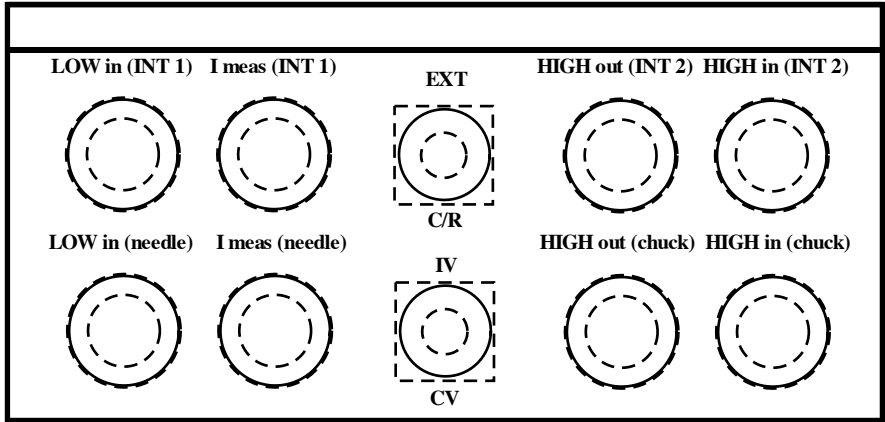 LOW in (INT 1) I meas (INT 1) EXT HIGH out (INT 2) HIGH in (INT 2)
C/R
LOW in (needle) I meas (needle) IV HIGH out (chuck) HIGH in (chuck)
CV